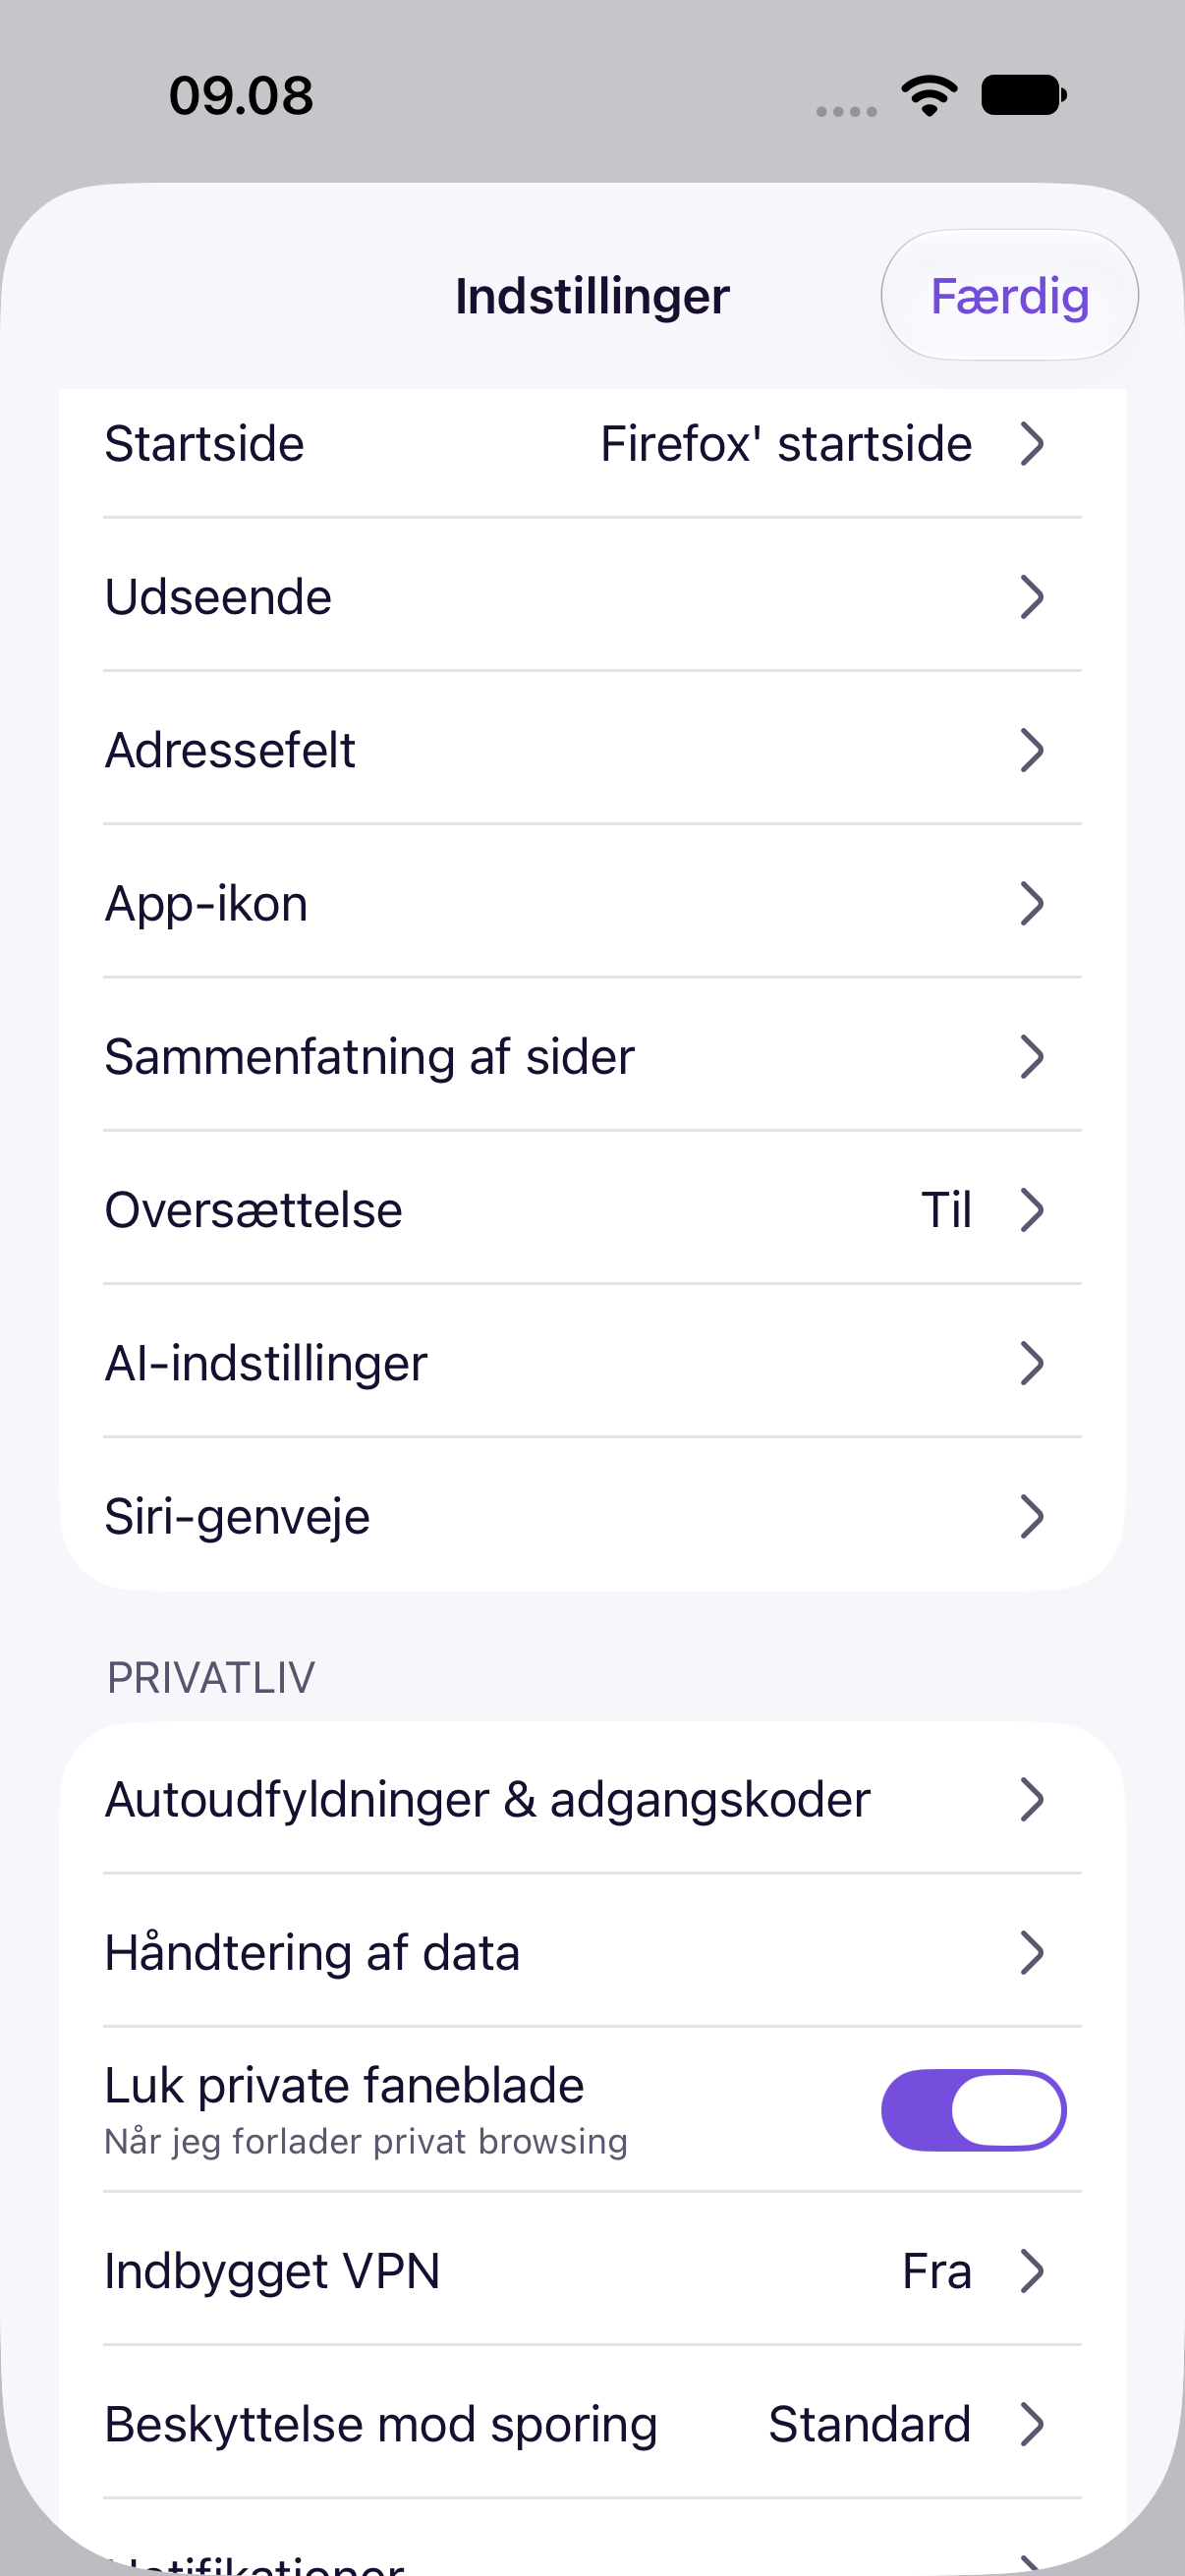 09.08
Indstillinger
Færdig
Startside
Firefox' startside
Udseende
Adressefelt
App-ikon
Sammenfatning af sider
Oversættelse
Til
AI-indstillinger
Siri-genveje
PRIVATLIV
Autoudfyldninger & adgangskoder
Håndtering af data
Luk private faneblade
Når jeg forlader privat browsing
Indbygget VPN
Fra
Beskyttelse mod sporing
Standard
Notifikationer